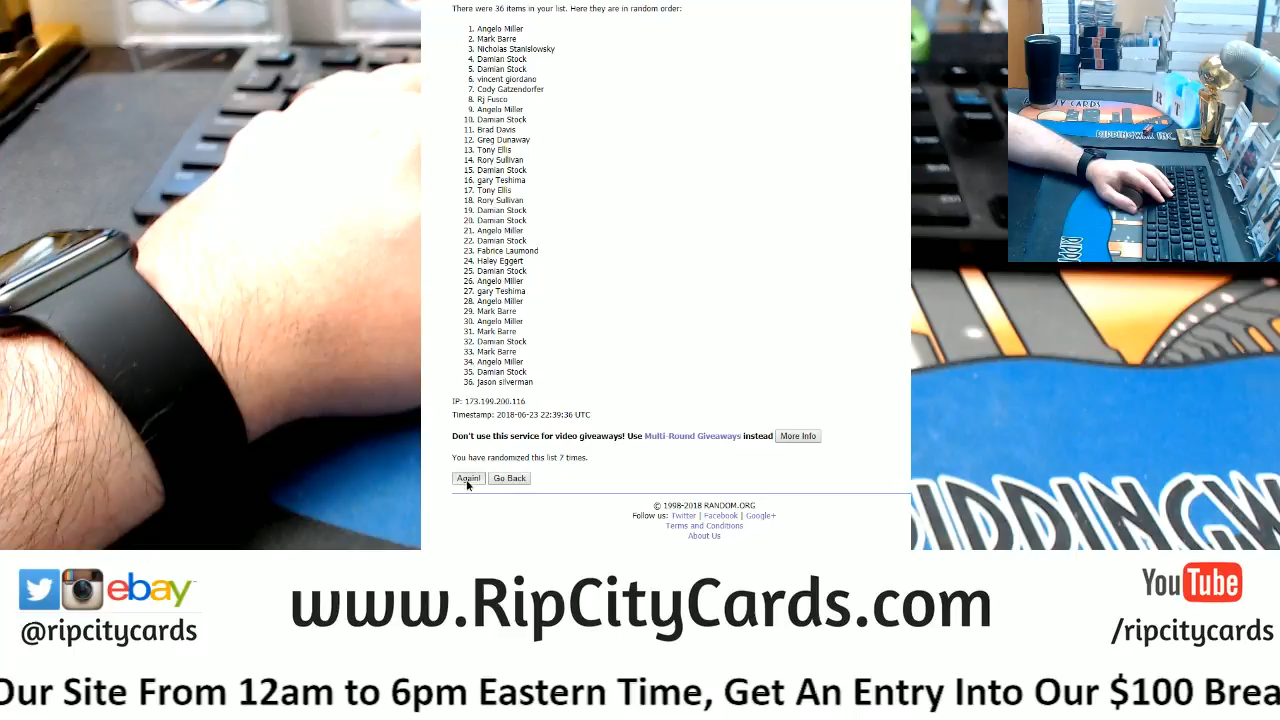 There were 36 items in your list. Here they are in random order:
1. Angelo Miller
2. Mark Barre
3. Nicholas Stanislowsky
4. Damian Stock
5. Damian Stock
6. vincent giordano
7. Cody Gatzendorfer
8. Rj Fusco
9. Angelo Miller
10. Damian Stock
11. Brad Davis
12. Greg Dunaway
13. Tony Ellis
14. Rory Sullivan
15. Damian Stock
16. gary Teshima
17. Tony Ellis
18. Rory Sullivan
19. Damian Stock
20. Damian Stock
21. Angelo Miller
22. Damian Stock
23. Fabrice Laumond
24. Haley Eggert
25. Damian Stock
26. Angelo Miller
27. gary Teshima
28. Angelo Miller
29. Mark Barre
30. Angelo Miller
31. Mark Barre
32. Damian Stock
33. Mark Barre
34. Angelo Miller
35. Damian Stock
36. jason silverman
IP: 173.199.200.116
Timestamp: 2018-06-23 22:39:36 UTC
Don't use this service for video giveaways! Use Multi-Round Giveaways instead More Info
You have randomized this list 7 times.
Again! Go Back
© 1998-2018 RANDOM.ORG
Follow us: Twitter | Facebook | Google+
Terms and Conditions
About Us
CARDS
RIPPINGWAX INC.
RIPPINGW
ebay
@ripcitycards
www.RipCityCards.com
YouTube
/ripcitycards
Our Site From 12am to 6pm Eastern Time, Get An Entry Into Our $100 Brea